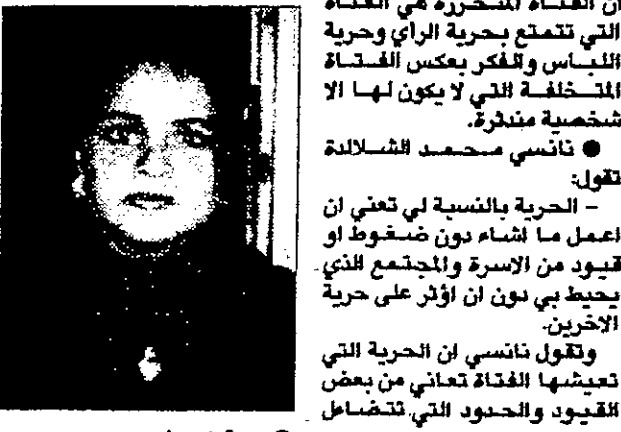 ان الفتاة المتحررة هي الفتاة
التي تتمتع بحرية الراي وحرية
اللباس والفكر بعكس الفتاة
المتخلفة التي لا يكون لها الا
شخصية مندثرة.
● نانسي محمد الشلالدة
تقول:
– الحرية بالنسبة لي تعني ان
اعمل ما اشاء دون ضغوط او
قيود من الاسرة والمجتمع الذي
يحيط بي دون ان اؤثر على حرية
الاخرين.
وتقول نانسي ان الحرية التي
تعيشها الفتاة تعاني من بعض
القيود والحدود التي تتضاءل